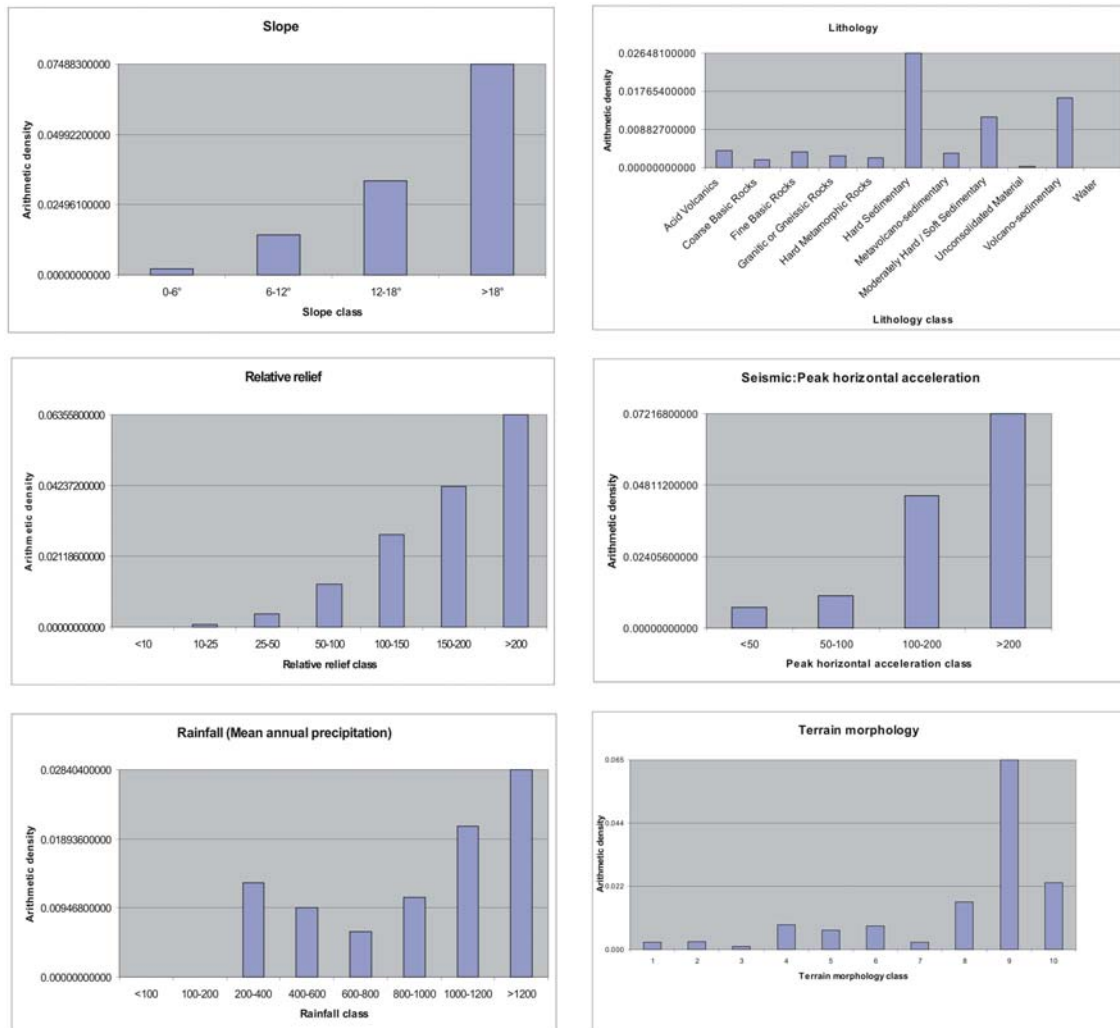 Slope
0.07488300000
0.04992200000
0.02496100000
0.00000000000
Arithmetic density
0-6° 6-12° 12-18° >18°
Slope class
Lithology
0.02648100000
0.01765400000
0.00882700000
0.00000000000
Arithmetic density
Acid Volcanics
Coarse Basic Rocks
Fine Basic Rocks
Granitic or Gneissic Rocks
Hard Metamorphic Rocks
Hard Sedimentary
Metavolcano-sedimentary
Moderately Hard / Soft Sedimentary
Unconsolidated Material
Volcano-sedimentary
Water
Lithology class
Relative relief
0.06355800000
0.04237200000
0.02118600000
0.00000000000
Arithmetic density
<10 10-25 25-50 50-100 100-150 150-200 >200
Relative relief class
Seismic:Peak horizontal acceleration
0.07216800000
0.04811200000
0.02405600000
0.00000000000
Arithmetic density
<50 50-100 100-200 >200
Peak horizontal acceleration class
Rainfall (Mean annual precipitation)
0.02840400000
0.01893600000
0.00946800000
0.00000000000
Arithmetic density
<100 100-200 200-400 400-600 600-800 800-1000 1000-1200 >1200
Rainfall class
Terrain morphology
0.065
0.044
0.022
0.000
Arithmetic density
1 2 3 4 5 6 7 8 9 10
Terrain morphology class